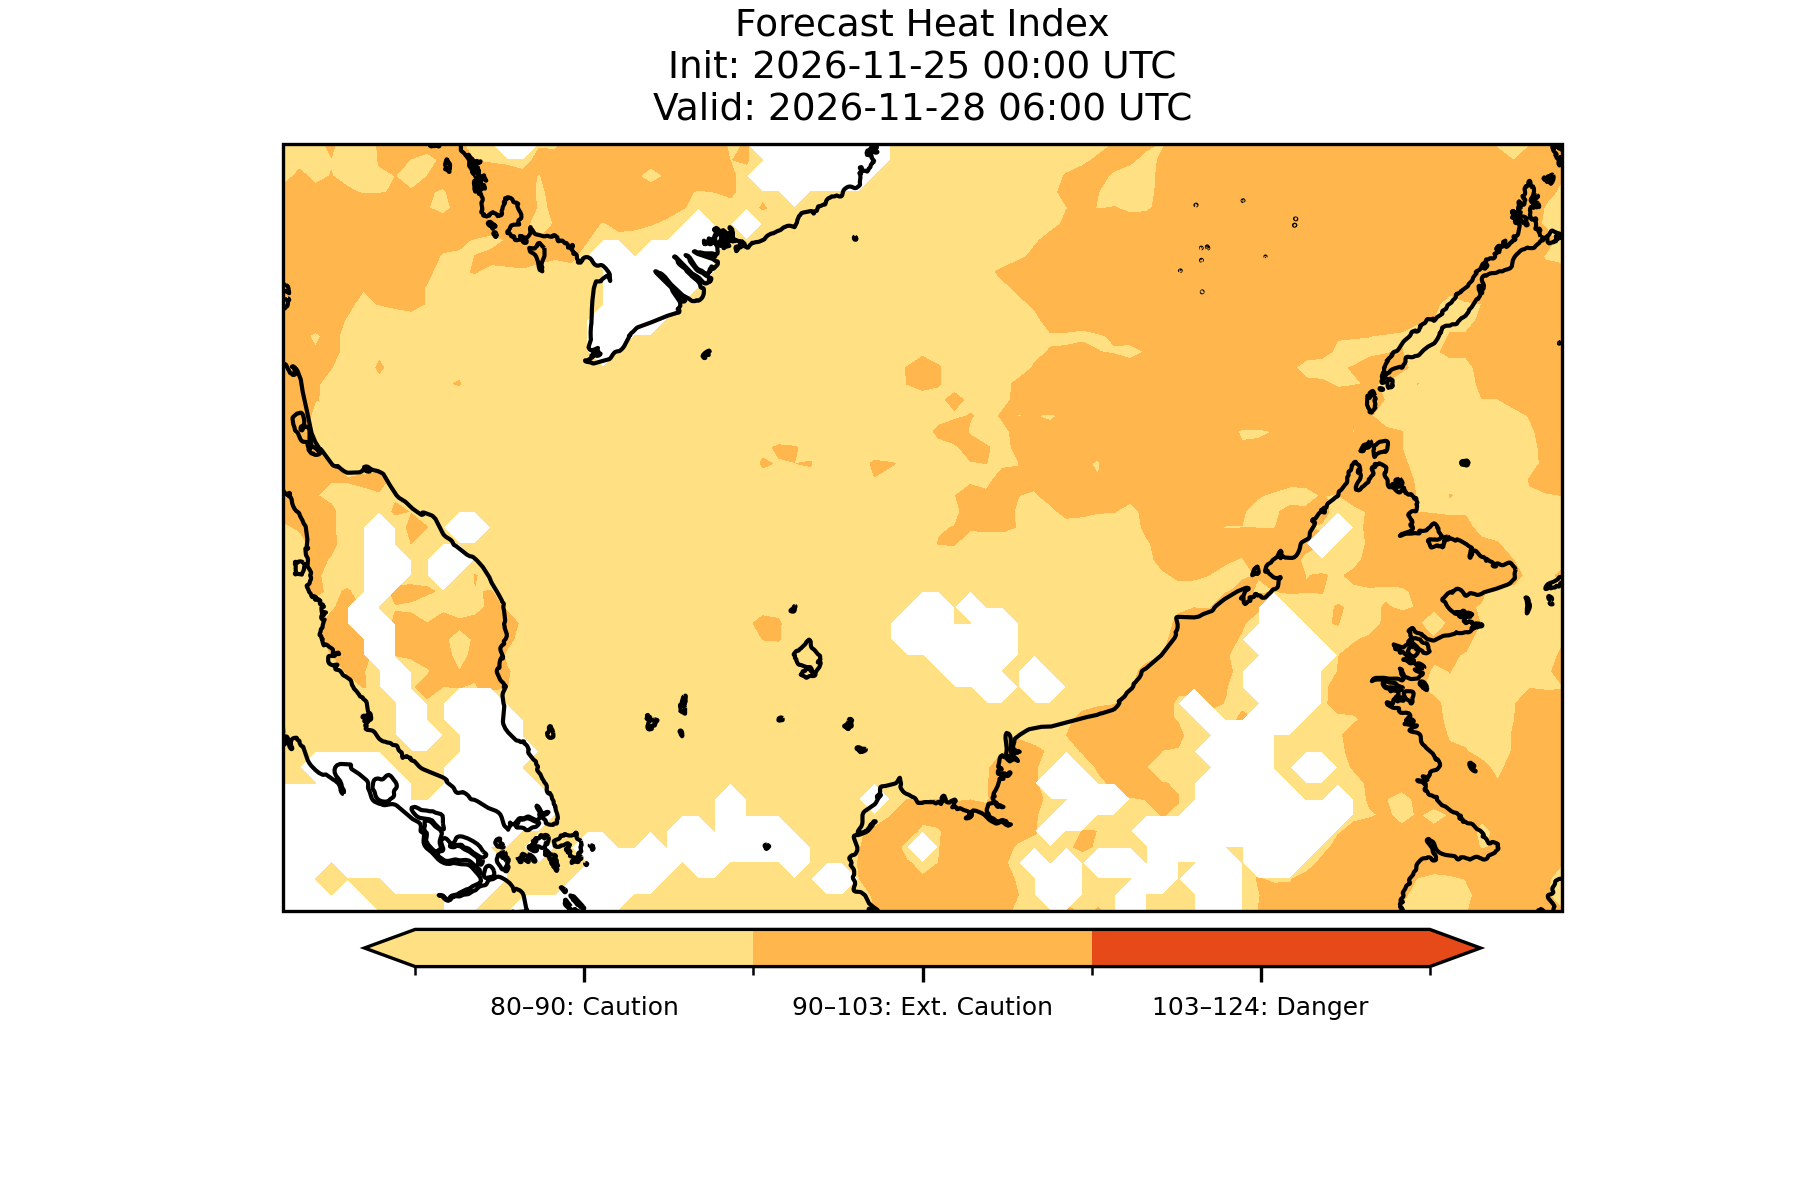 Forecast Heat Index
Init: 2026-11-25 00:00 UTC
Valid: 2026-11-28 06:00 UTC
80–90: Caution
90–103: Ext. Caution
103–124: Danger